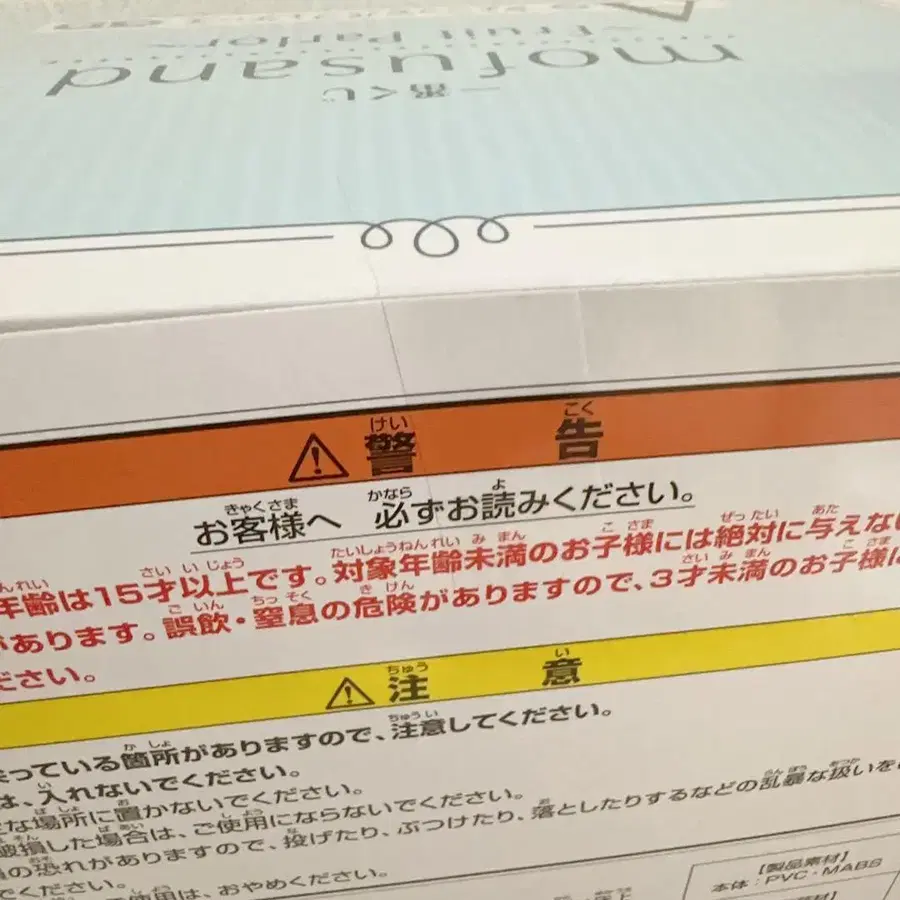 mofusand
~Fruit Parlor~
一番くじ
警告
お客様へ 必ずお読みください。
年齢は15才以上です。対象年齢未満のお子様には絶対に与えない
があります。誤飲・窒息の危険がありますので、3才未満のお子様に
ださい。
注意
っている箇所がありますので、注意してください。
は、入れないでください。
な場所に置かないでください。
破損した場合は、ご使用にならないでください。
の恐れがありますので、投げたり、ぶつけたり、落としたりするなどの乱暴な扱いを
でください。
使用は、おやめください。
【製品素材】
本体:PVC・MABS